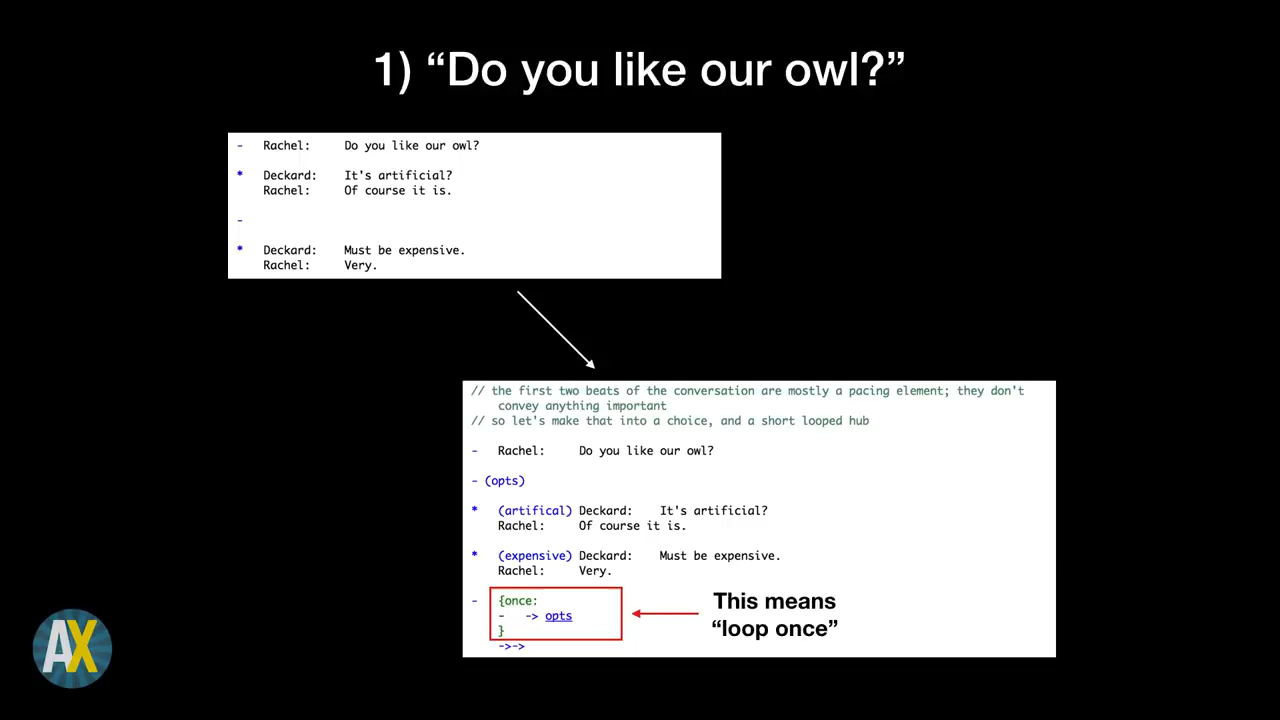 1) “Do you like our owl?”
- Rachel: Do you like our owl?
* Deckard: It's artificial?
Rachel: Of course it is.
-
* Deckard: Must be expensive.
Rachel: Very.
// the first two beats of the conversation are mostly a pacing element; they don't
convey anything important
// so let's make that into a choice, and a short looped hub
- Rachel: Do you like our owl?
- (opts)
* (artifical) Deckard: It's artificial?
Rachel: Of course it is.
* (expensive) Deckard: Must be expensive.
Rachel: Very.
- {once:
- -> opts
}
->->
This means
“loop once”
AX